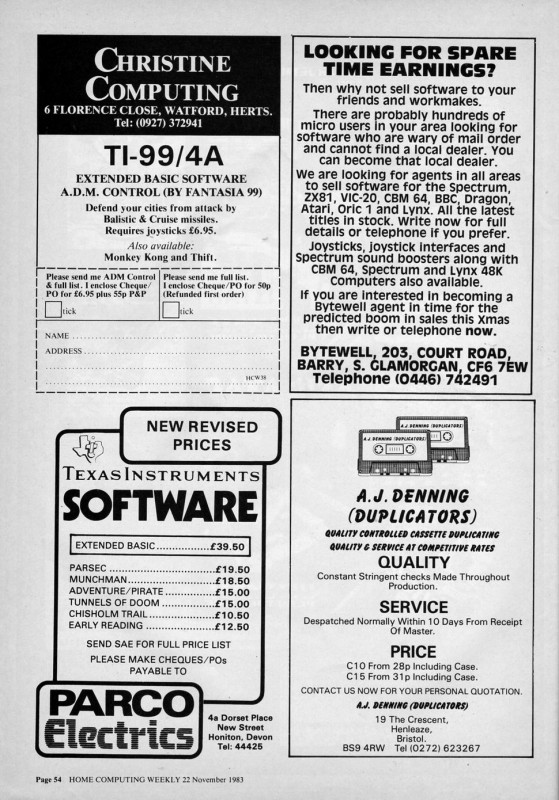 CHRISTINE
COMPUTING
6 FLORENCE CLOSE, WATFORD, HERTS.
Tel: (0927) 372941
TI-99/4A
EXTENDED BASIC SOFTWARE
A.D.M. CONTROL (BY FANTASIA 99)
Defend your cities from attack by
Balistic & Cruise missiles.
Requires joysticks £6.95.
Also available:
Monkey Kong and Thift.
Please send me ADM Control
& full list. I enclose Cheque/
PO for £6.95 plus 55p P&P
tick
Please send me full list.
I enclose Cheque/PO for 50p
(Refunded first order)
tick
NAME
ADDRESS
HCW38
LOOKING FOR SPARE
TIME EARNINGS?
Then why not sell software to your
friends and workmakes.
There are probably hundreds of
micro users in your area looking for
software who are wary of mail order
and cannot find a local dealer. You
can become that local dealer.
We are looking for agents in all areas
to sell software for the Spectrum,
ZX81, VIC-20, CBM 64, BBC, Dragon,
Atari, Oric 1 and Lynx. All the latest
titles in stock. Write now for full
details or telephone if you prefer.
Joysticks, joystick interfaces and
Spectrum sound boosters along with
CBM 64, Spectrum and Lynx 48K
Computers also available.
If you are interested in becoming a
Bytewell agent in time for the
predicted boom in sales this Xmas
then write or telephone now.
BYTEWELL, 203, COURT ROAD,
BARRY, S. GLAMORGAN, CF6 7EW
Telephone (0446) 742491
NEW REVISED
PRICES
TEXAS INSTRUMENTS
SOFTWARE
EXTENDED BASIC..................£39.50
PARSEC..............................£19.50
MUNCHMAN........................£18.50
ADVENTURE/PIRATE............£15.00
TUNNELS OF DOOM..............£15.00
CHISHOLM TRAIL.................£10.50
EARLY READING..................£12.50
SEND SAE FOR FULL PRICE LIST
PLEASE MAKE CHEQUES/POs
PAYABLE TO
PARCO
Electrics
4a Dorset Place
New Street
Honiton, Devon
Tel: 44425
A.J. DENNING (DUPLICATORS)
A.J. DENNING (DUPLICATORS)
A.J. DENNING
(DUPLICATORS)
QUALITY CONTROLLED CASSETTE DUPLICATING
QUALITY & SERVICE AT COMPETITIVE RATES
QUALITY
Constant Stringent checks Made Throughout
Production.
SERVICE
Despatched Normally Within 10 Days From Receipt
Of Master.
PRICE
C10 From 28p Including Case.
C15 From 31p Including Case.
CONTACT US NOW FOR YOUR PERSONAL QUOTATION.
A.J. DENNING (DUPLICATORS)
19 The Crescent,
Henleaze,
Bristol.
BS9 4RW Tel (0272) 623267
Page 54 HOME COMPUTING WEEKLY 22 November 1983